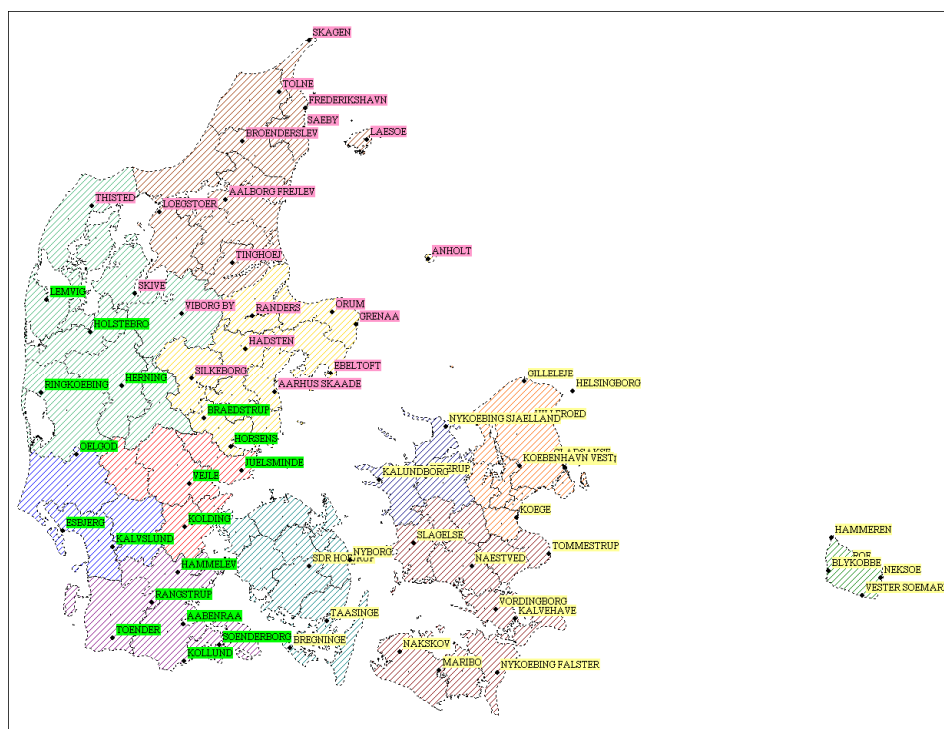 SKAGEN
TOLNE
FREDERIKSHAVN
SAEBY
BROENDERSLEV
LAESOE
THISTED
LOEGSTOER
AALBORG FREJLEV
TINGHOEJ
ANHOLT
LEMVIG
SKIVE
VIBORG BY
RANDERS
ORUM
GRENAA
HOLSTEBRO
HADSTEN
EBELTOFT
SILKEBORG
AARHUS SKAADE
RINGKOEBING
HERNING
GILLELEJE
HELSINGBORG
BRAEDSTRUP
NYKOEBING SJAELLAND
HORSENS
OELGOD
KOEBENHAVN VEST
JUELSMINDE
VEJLE
KALUNDBORG
KOEGE
ESBJERG
KOLDING
KALVSLUND
HAMMEREN
SLAGELSE
TOMMESTRUP
NYBORG
SDR
NAESTVED
HAMMELEV
BLYKOBBE
NEKSOE
VESTER SOEMAR
RANGSTRUP
VORDINGBORG
KALVEHAVE
AABENRAA
TAASINGE
TOENDER
SOENDERBORG
BREGNINGE
NAKSKOV
KOLLUND
MARIBO
NYKOEBING FALSTER